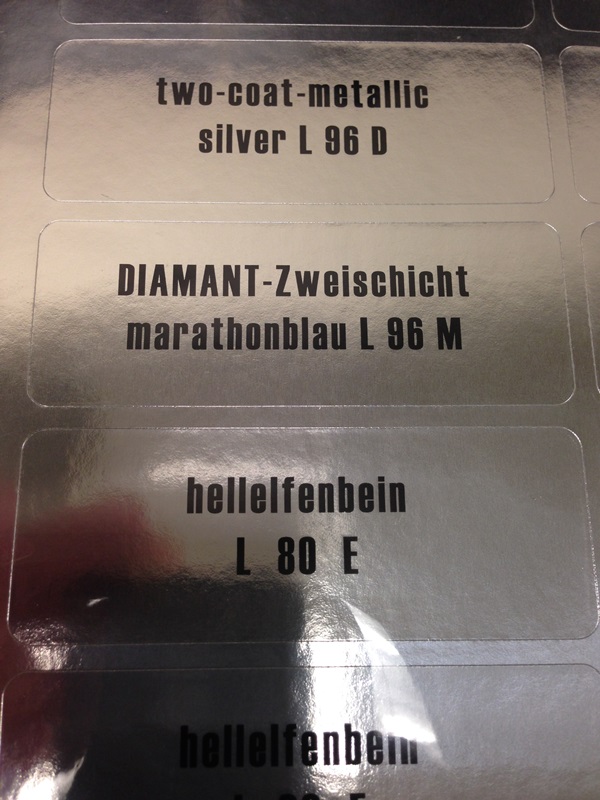 two-coat-metallic
silver L 96 D
DIAMANT-Zweischicht
marathonblau L 96 M
hellelfenbein
L 80 E
hellelfenbein